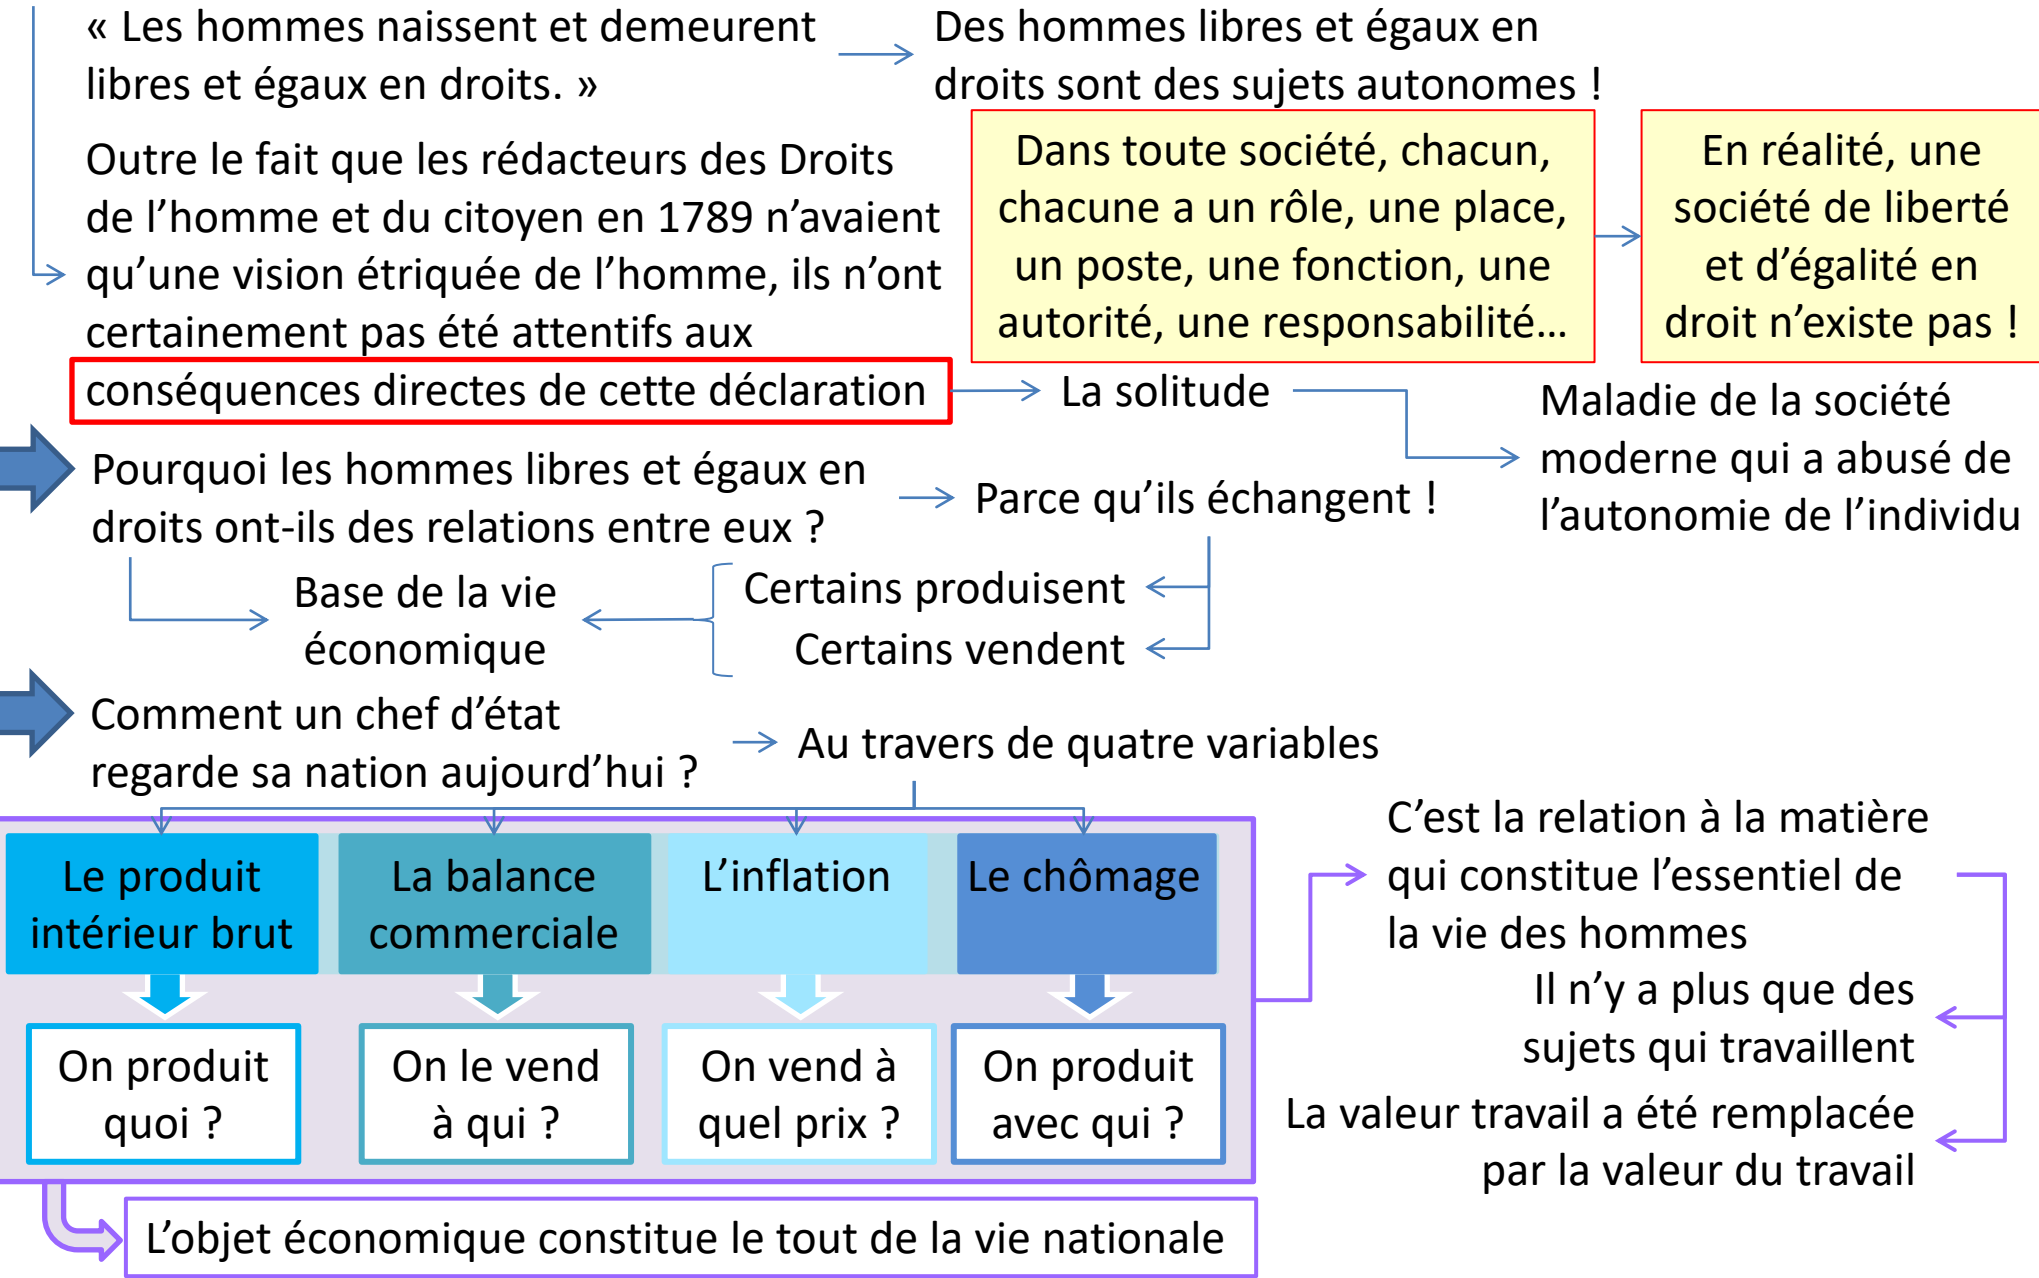 « Les hommes naissent et demeurent
libres et égaux en droits. »
Des hommes libres et égaux en
droits sont des sujets autonomes !
Outre le fait que les rédacteurs des Droits
de l’homme et du citoyen en 1789 n’avaient
qu’une vision étriquée de l’homme, ils n’ont
certainement pas été attentifs aux
conséquences directes de cette déclaration
Dans toute société, chacun,
chacune a un rôle, une place,
un poste, une fonction, une
autorité, une responsabilité…
En réalité, une
société de liberté
et d’égalité en
droit n’existe pas !
La solitude
Maladie de la société
moderne qui a abusé de
l’autonomie de l’individu
Pourquoi les hommes libres et égaux en
droits ont-ils des relations entre eux ?
Parce qu’ils échangent !
Certains produisent
Certains vendent
Base de la vie
économique
Comment un chef d’état
regarde sa nation aujourd’hui ?
Au travers de quatre variables
Le produit
intérieur brut
La balance
commerciale
L’inflation
Le chômage
On produit
quoi ?
On le vend
à qui ?
On vend à
quel prix ?
On produit
avec qui ?
C’est la relation à la matière
qui constitue l’essentiel de
la vie des hommes
Il n’y a plus que des
sujets qui travaillent
La valeur travail a été remplacée
par la valeur du travail
L’objet économique constitue le tout de la vie nationale